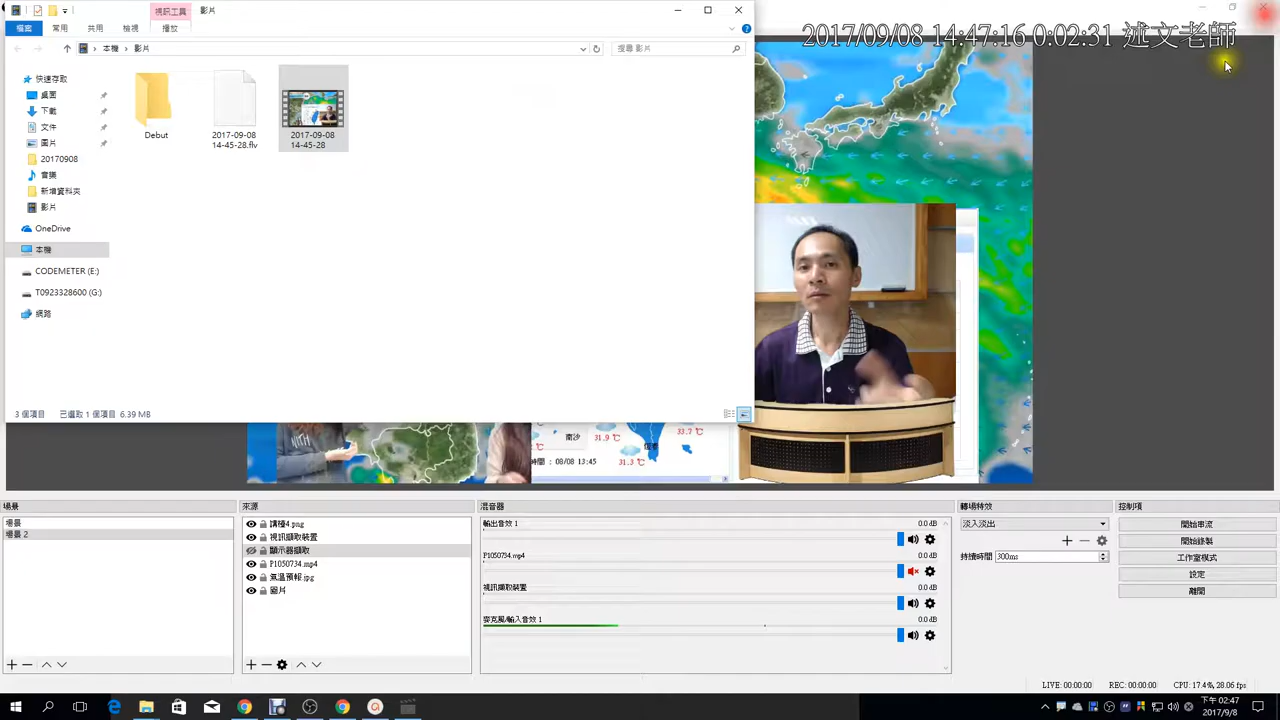 視訊工具
影片
檔案
常用
共用
檢視
播放
本機 › 影片
搜尋 影片
快速存取
桌面
下載
文件
圖片
20170908
音樂
新增資料夾
影片
OneDrive
本機
CODEMETER (E:)
T0923328600 (G:)
網路
Debut
2017-09-08
14-45-28.flv
2017-09-08
14-45-28
3 個項目
已選取 1 個項目 6.39 MB
2017/09/08 14:47:16 0:02:31 述文老師
南沙
31.9 ℃
33.7 ℃
31.3 ℃
: 08/08 13:45
場景
場景
場景 2
來源
講檯4.png
視訊擷取裝置
顯示器擷取
P1050734.mp4
氣溫預報.jpg
圖片
混音器
輸出音效 1
0.0 dB
P1050734.mp4
0.0 dB
視訊擷取裝置
0.0 dB
麥克風/輸入音效 1
0.0 dB
轉場特效
淡入淡出
持續時間
300ms
控制項
開始串流
開始錄製
工作室模式
設定
離開
LIVE: 00:00:00
REC: 00:00:00
CPU: 17.4%, 28.06 fps
下午 02:47
2017/9/8